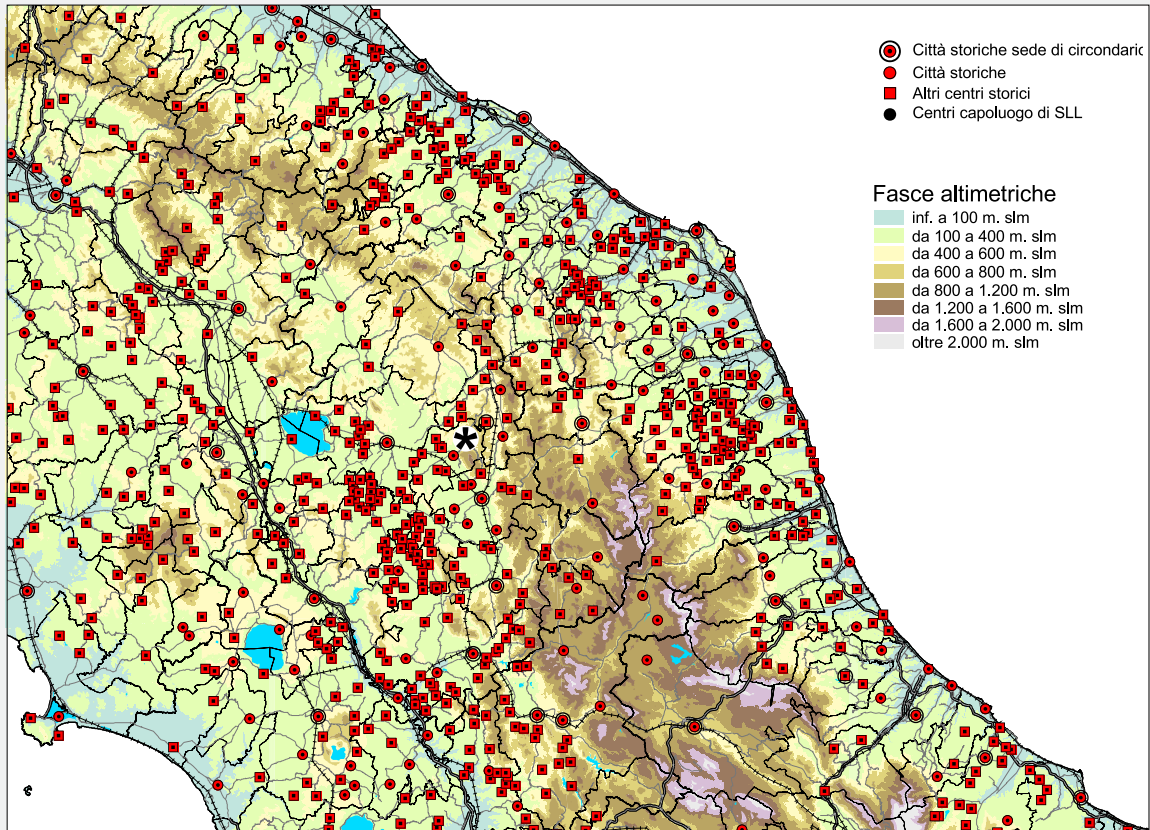 Città storiche sede di circondaric
Città storiche
Altri centri storici
Centri capoluogo di SLL
Fasce altimetriche
inf. a 100 m. slm
da 100 a 400 m. slm
da 400 a 600 m. slm
da 600 a 800 m. slm
da 800 a 1.200 m. slm
da 1.200 a 1.600 m. slm
da 1.600 a 2.000 m. slm
oltre 2.000 m. slm